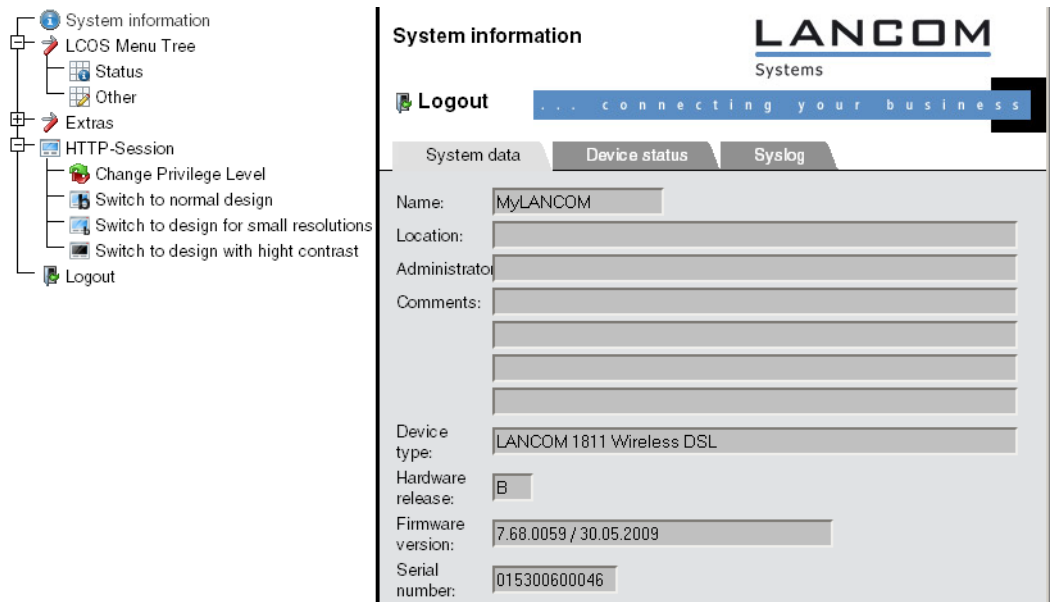 System information
LCOS Menu Tree
Status
Other
Extras
HTTP-Session
Change Privilege Level
Switch to normal design
Switch to design for small resolutions
Switch to design with hight contrast
Logout
System information
LANCOM
Systems
Logout
... connecting your business
System data
Device status
Syslog
Name:
MyLANCOM
Location:
Administrator
Comments:
Device
type:
LANCOM 1811 Wireless DSL
Hardware
release:
B
Firmware
version:
7.68.0059 / 30.05.2009
Serial
number:
015300600046